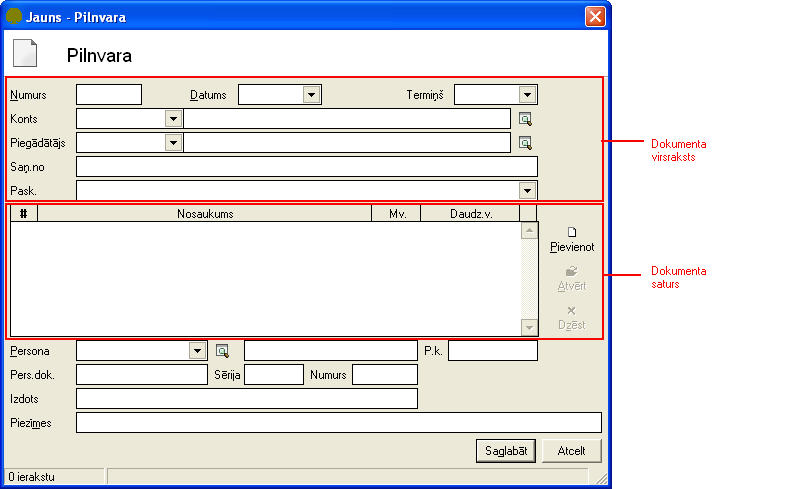 Jauns - Pilnvara
Pilnvara
Numurs Datums Termiņš
Konts
Piegādātājs
Dokumenta
virsraksts
Saņ.no
Pask.
# Nosaukums Mv. Daudz.v.
Pievienot
Dokumenta
saturs
Atvērt
Dzēst
Persona P.k.
Pers.dok. Sērija Numurs
Izdots
Piezīmes
Saglabāt Atcelt
0 ierakstu